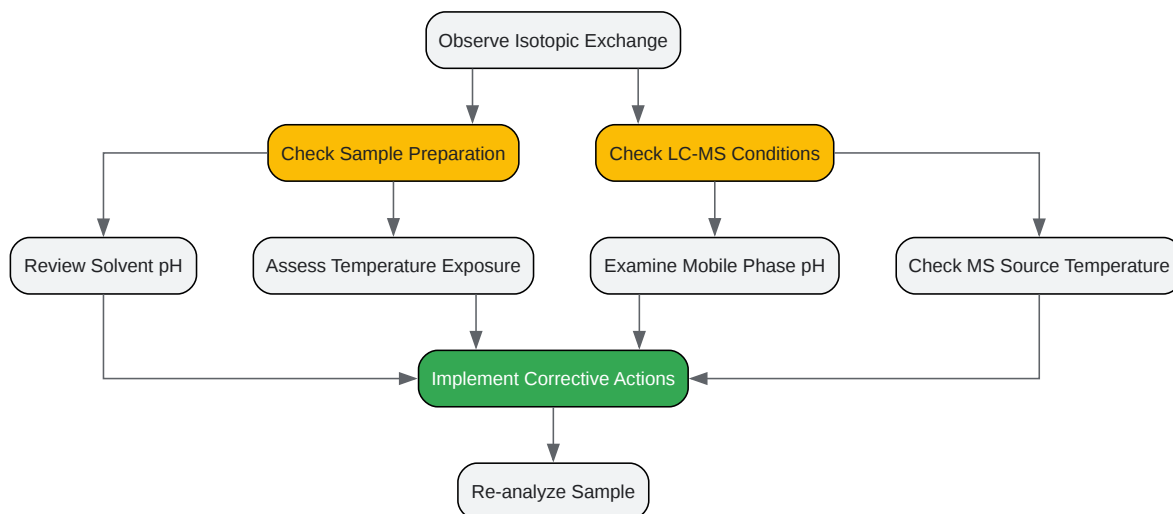 Observe Isotopic Exchange
Check Sample Preparation
Check LC-MS Conditions
Review Solvent pH
Assess Temperature Exposure
Examine Mobile Phase pH
Check MS Source Temperature
Implement Corrective Actions
Re-analyze Sample